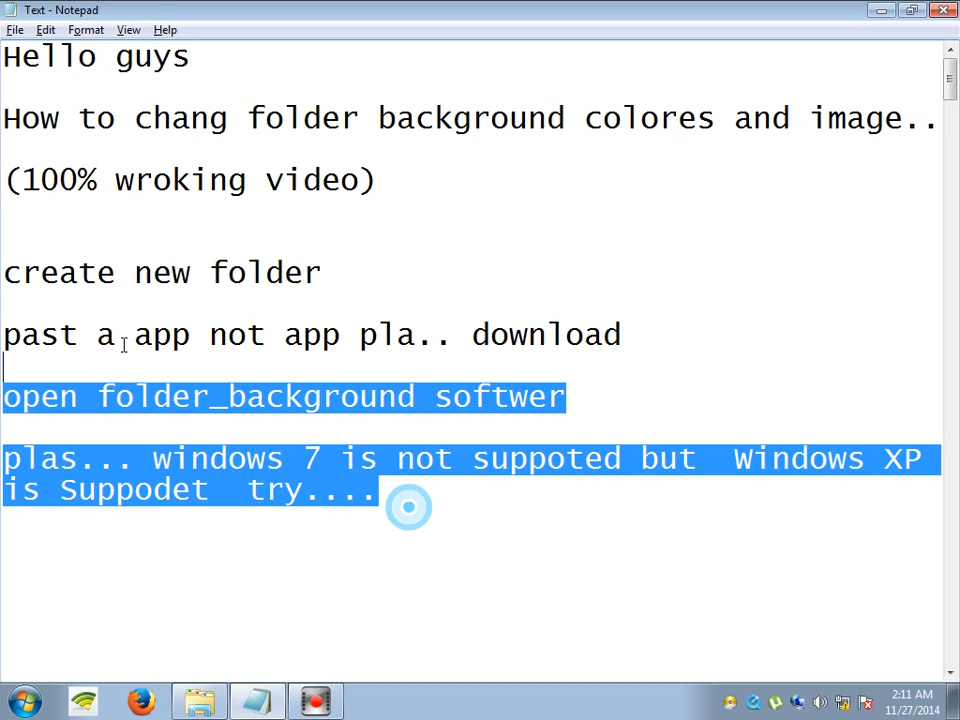 Text - Notepad
File Edit Format View Help
Hello guys
How to chang folder background colores and image..
(100% wroking video)
create new folder
past a app not app pla.. download
open folder_background softwer
plas... windows 7 is not suppoted but  Windows XP
is Suppodet  try....
2:11 AM
11/27/2014